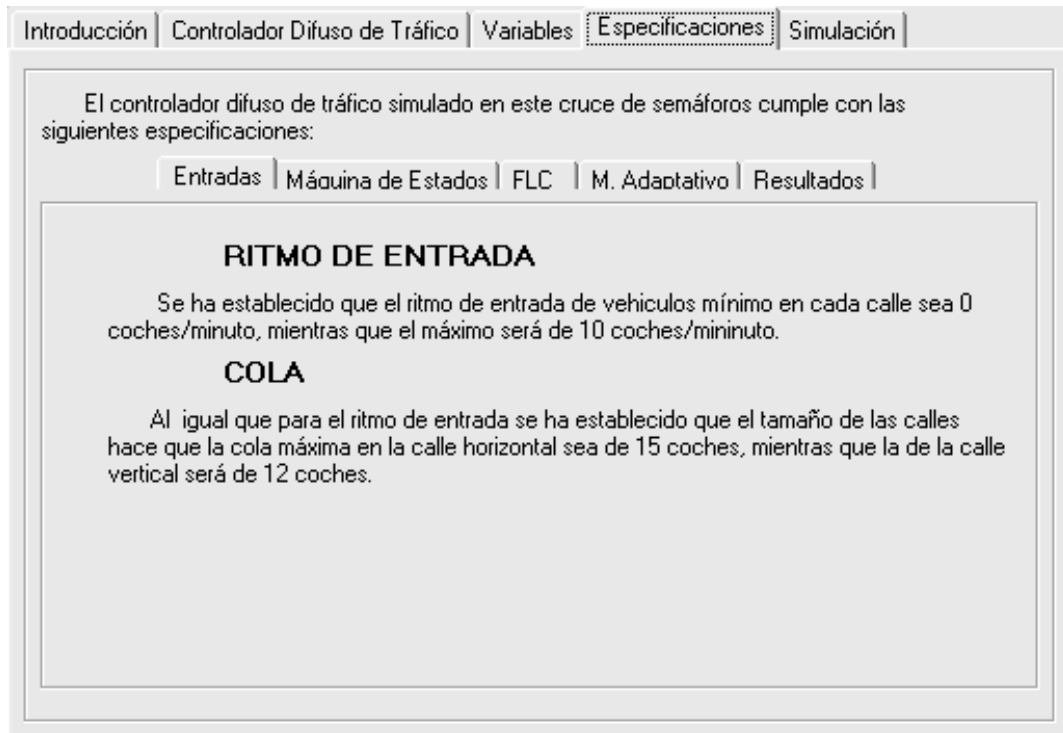 Introducción Controlador Difuso de Tráfico Variables Especificaciones Simulación
El controlador difuso de tráfico simulado en este cruce de semáforos cumple con las
siguientes especificaciones:
Entradas Máquina de Estados FLC M. Adaptativo Resultados
RITMO DE ENTRADA
Se ha establecido que el ritmo de entrada de vehiculos mínimo en cada calle sea 0
coches/minuto, mientras que el máximo será de 10 coches/mininuto.
COLA
Al igual que para el ritmo de entrada se ha establecido que el tamaño de las calles
hace que la cola máxima en la calle horizontal sea de 15 coches, mientras que la de la calle
vertical será de 12 coches.